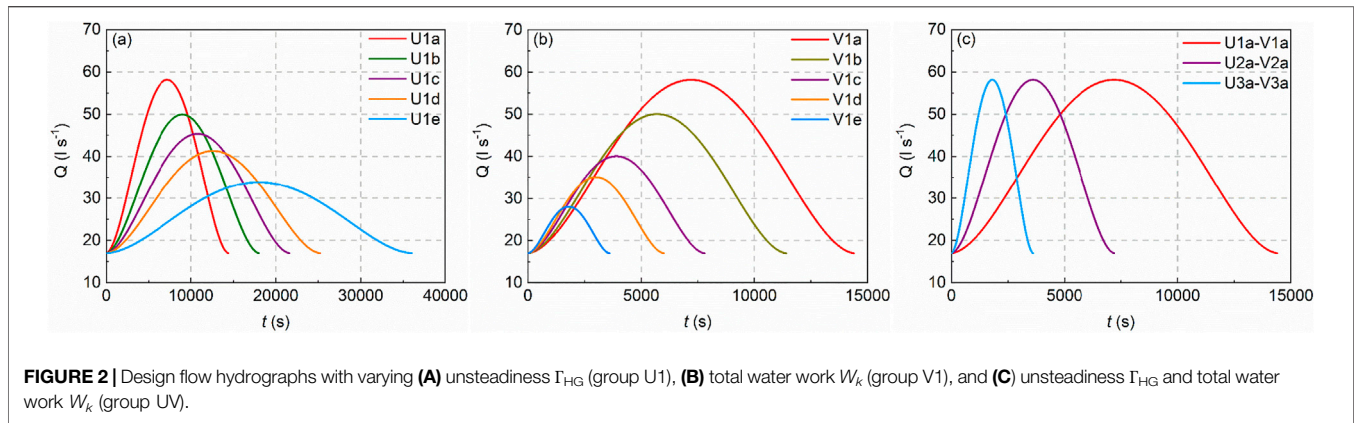 (a)
U1a
U1b
U1c
U1d
U1e
70
60
50
40
30
20
10
Q (l s⁻¹)
0 10000 20000 30000 40000
t (s)
(b)
V1a
V1b
V1c
V1d
V1e
70
60
50
40
30
20
10
Q (l s⁻¹)
0 5000 10000 15000
t (s)
(c)
U1a-V1a
U2a-V2a
U3a-V3a
70
60
50
40
30
20
10
Q (l s⁻¹)
0 5000 10000 15000
t (s)
FIGURE 2 | Design flow hydrographs with varying (A) unsteadiness Γ_HG (group U1), (B) total water work W_k (group V1), and (C) unsteadiness Γ_HG and total water
work W_k (group UV).